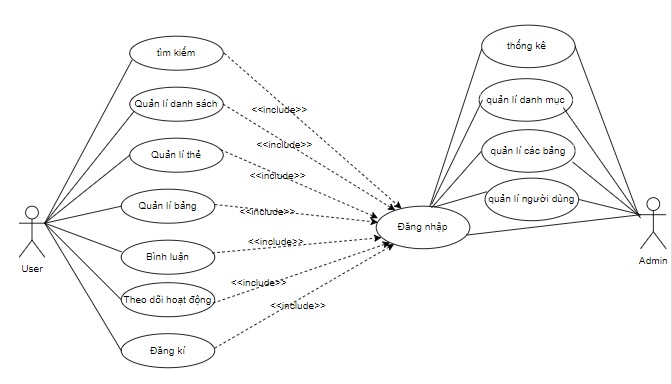 tìm kiếm
thống kê
Quản lí danh sách
<<include>>
quản lí danh mục
Quản lí thẻ
<<include>>
quản lí các bảng
<<include>>
Quản lí bảng
<<include>>
quản lí người dùng
Đăng nhập
<<include>>
Bình luận
User
Admin
<<include>>
Theo dõi hoạt động
<<include>>
Đăng kí